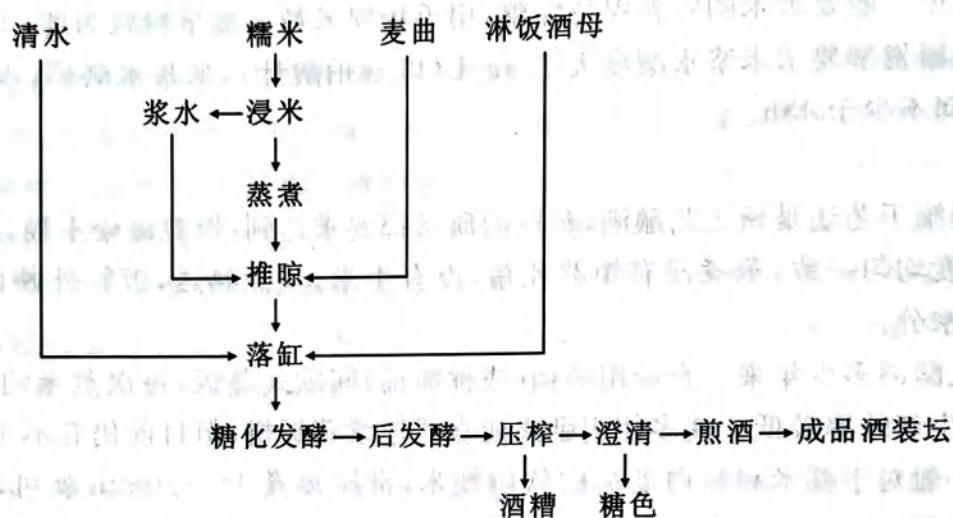 清水 糯米 麦曲 淋饭酒母
浆水 浸米
蒸煮
推晾
落缸
糖化发酵 后发酵 压榨 澄清 煎酒 成品酒装坛
酒糟 糖色